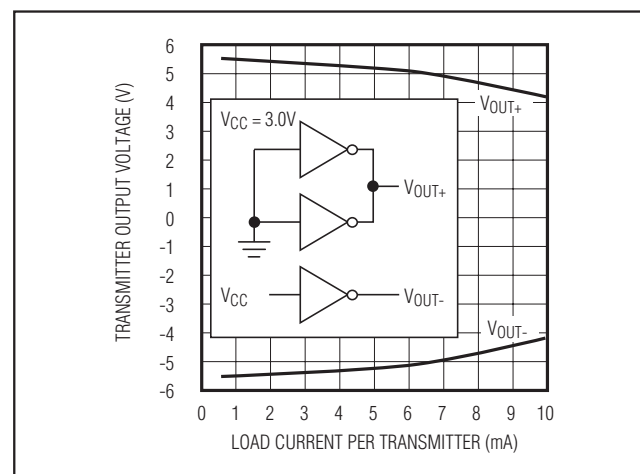 TRANSMITTER OUTPUT VOLTAGE (V)
6
5
4
3
2
1
0
-1
-2
-3
-4
-5
-6
VCC = 3.0V
VOUT+
VOUT+
VCC
VOUT-
VOUT-
0 1 2 3 4 5 6 7 8 9 10
LOAD CURRENT PER TRANSMITTER (mA)